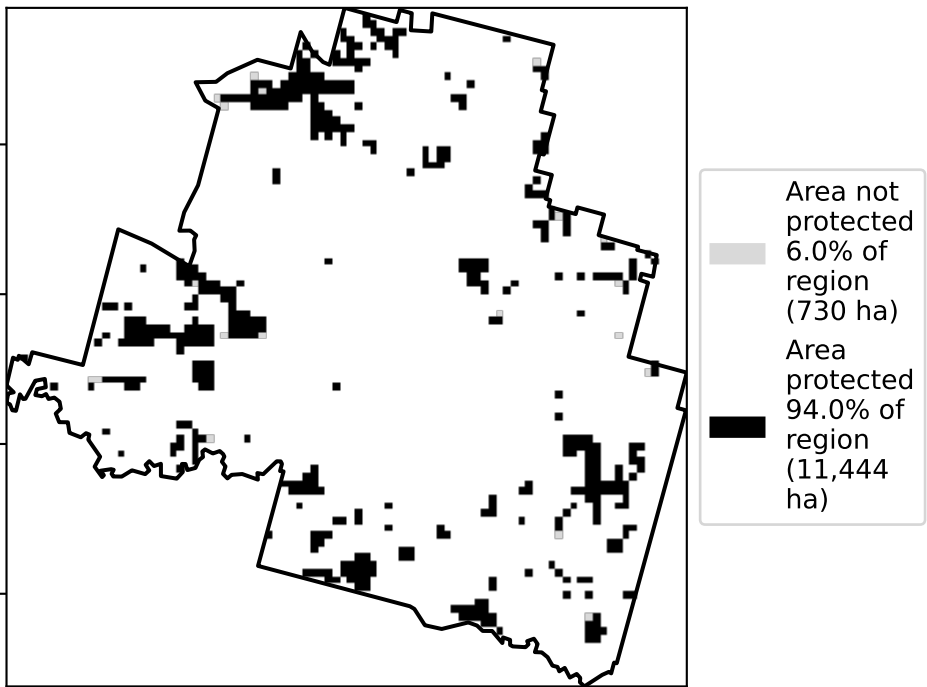 Area not
protected
6.0% of
region
(730 ha)
Area
protected
94.0% of
region
(11,444
ha)